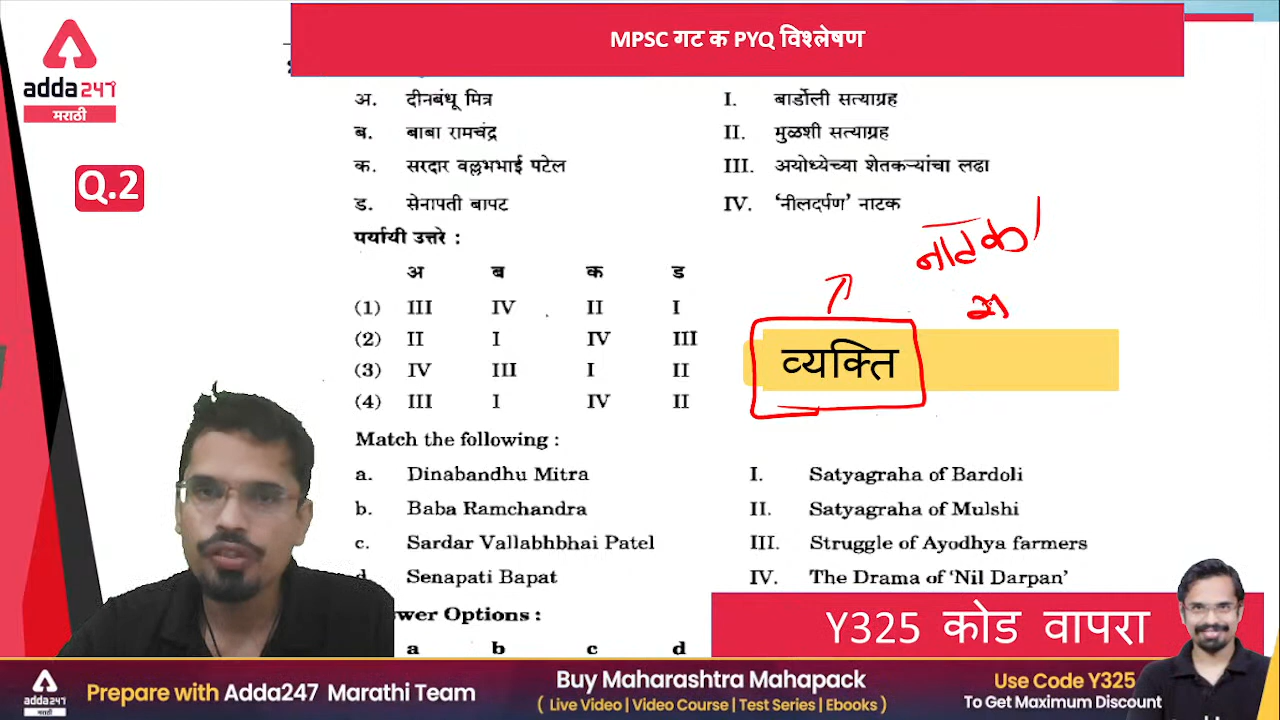 MPSC गट क PYQ विश्लेषण
adda247
मराठी
Q.2
अ. दीनबंधू मित्र I. बार्डोली सत्याग्रह
ब. बाबा रामचंद्र II. मुळशी सत्याग्रह
क. सरदार वल्लभभाई पटेल III. अयोध्येच्या शेतकऱ्यांचा लढा
ड. सेनापती बापट IV. 'नीलदर्पण' नाटक
पर्यायी उत्तरे :
अ ब क ड
(1) III IV II I
(2) II I IV III
(3) IV III I II
(4) III I IV II
नाटक
व्यक्ति
Match the following :
a. Dinabandhu Mitra I. Satyagraha of Bardoli
b. Baba Ramchandra II. Satyagraha of Mulshi
c. Sardar Vallabhbhai Patel III. Struggle of Ayodhya farmers
d. Senapati Bapat IV. The Drama of 'Nil Darpan'
wer Options :
a b c d
Y325 कोड वापरा
adda247
मराठी
Prepare with Adda247 Marathi Team
Buy Maharashtra Mahapack
( Live Video | Video Course | Test Series | Ebooks )
Use Code Y325
To Get Maximum Discount